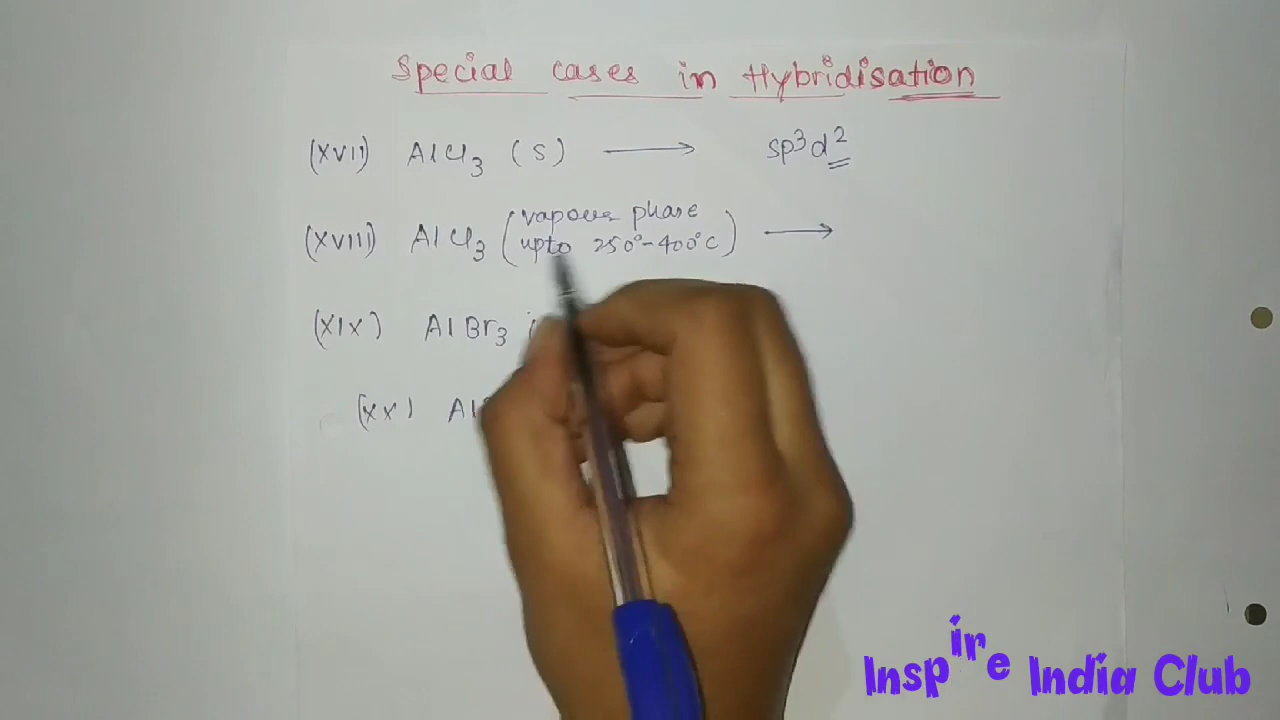 Special cases in Hybridisation
(XVII) AlCl3 (S) → sp³d²
(XVIII) AlCl3 (vapour phase
upto 250°-400°C) →
(XIX) AlBr3
(XX) Al
Inspire India Club